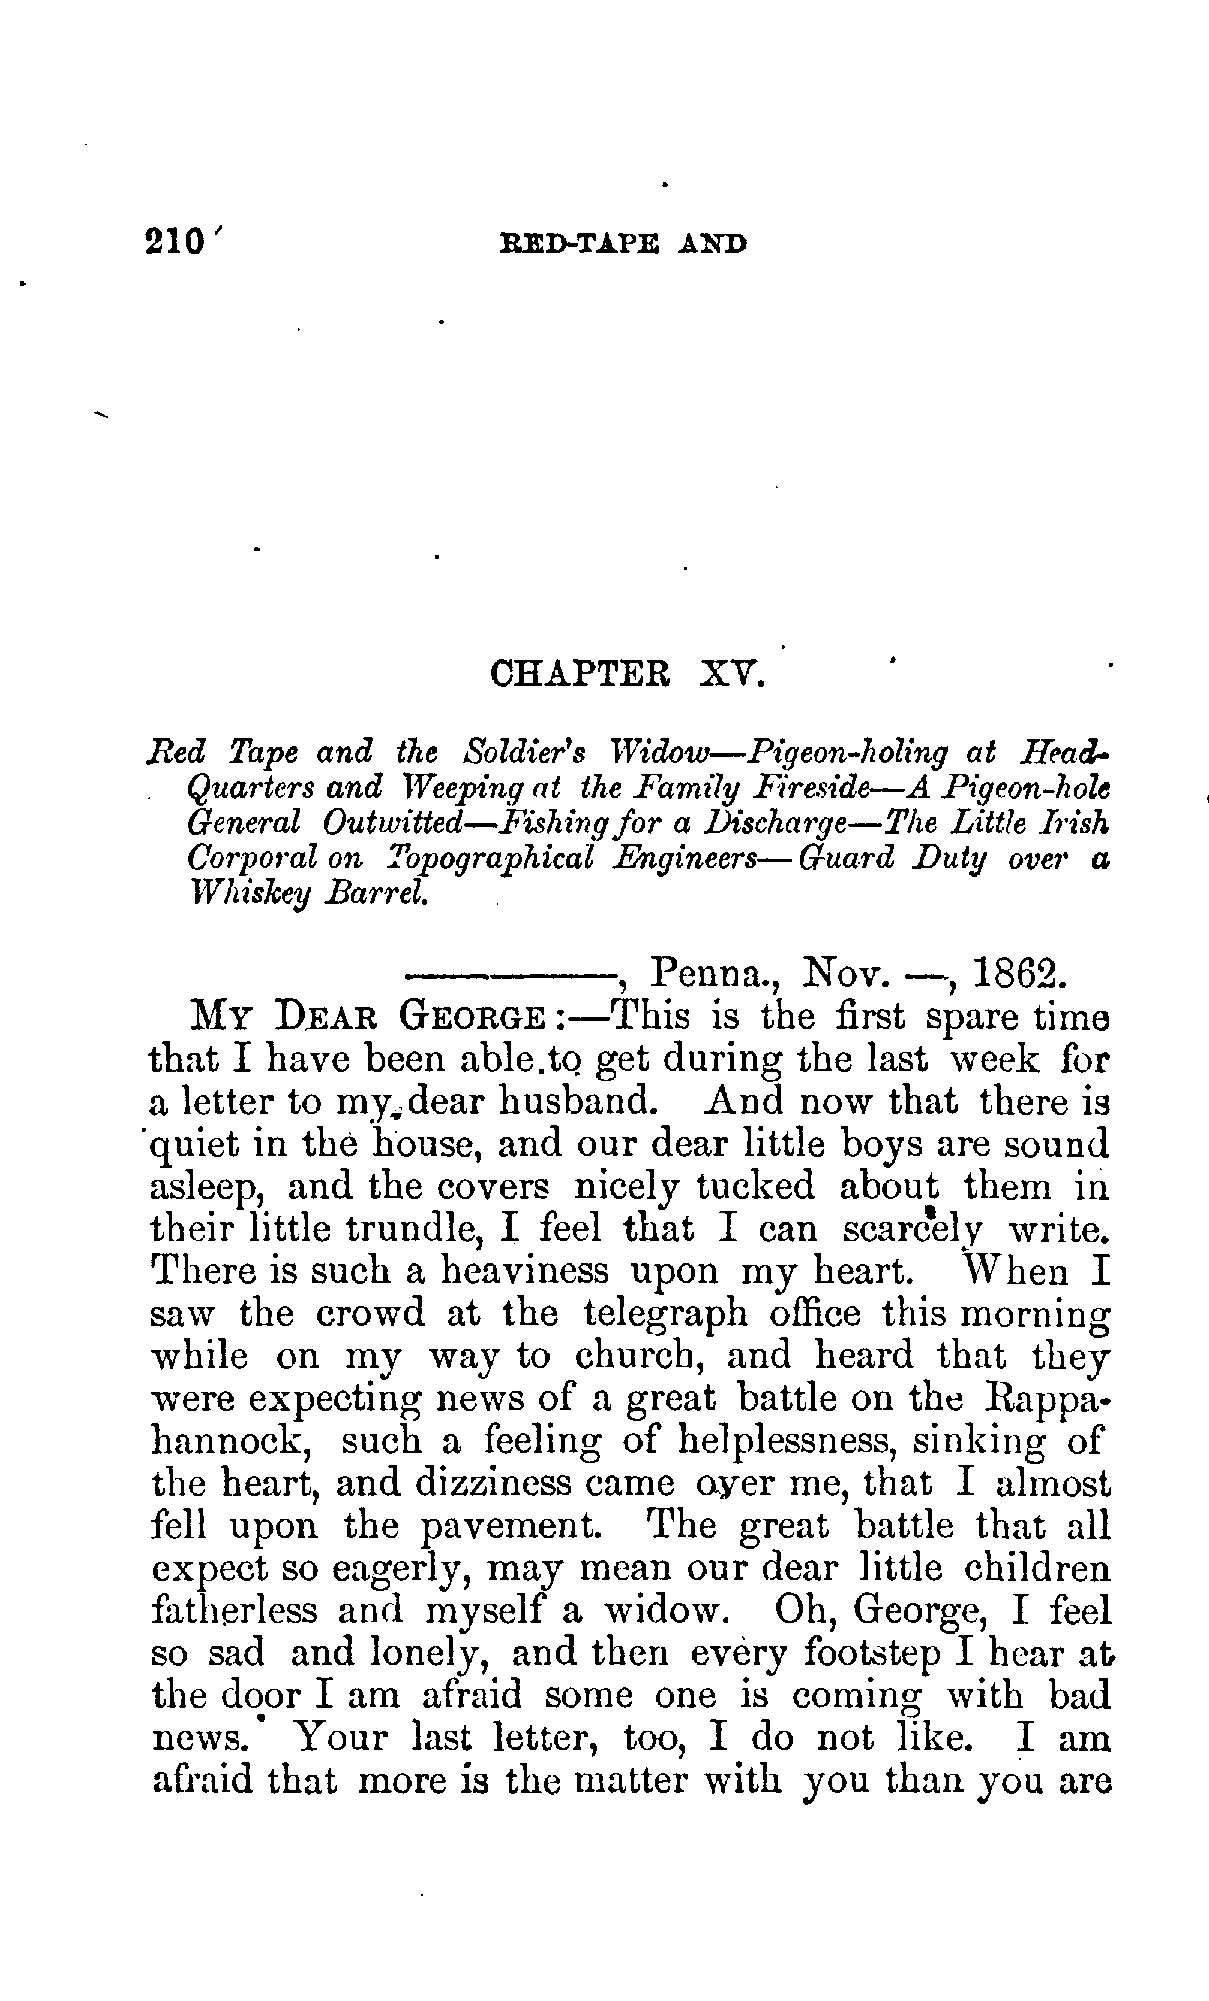 210 RED-TAPE AND
CHAPTER XV.
Red Tape and the Soldier's Widow—Pigeon-holing at Head-
Quarters and Weeping at the Family Fireside—A Pigeon-hole
General Outwitted—Fishing for a Discharge—The Little Irish
Corporal on Topographical Engineers—Guard Duty over a
Whiskey Barrel.
————, Penna., Nov. —, 1862.
MY DEAR GEORGE:—This is the first spare time
that I have been able to get during the last week for
a letter to my dear husband. And now that there is
quiet in the house, and our dear little boys are sound
asleep, and the covers nicely tucked about them in
their little trundle, I feel that I can scarcely write.
There is such a heaviness upon my heart. When I
saw the crowd at the telegraph office this morning
while on my way to church, and heard that they
were expecting news of a great battle on the Rappa-
hannock, such a feeling of helplessness, sinking of
the heart, and dizziness came over me, that I almost
fell upon the pavement. The great battle that all
expect so eagerly, may mean our dear little children
fatherless and myself a widow. Oh, George, I feel
so sad and lonely, and then every footstep I hear at
the door I am afraid some one is coming with bad
news. Your last letter, too, I do not like. I am
afraid that more is the matter with you than you are